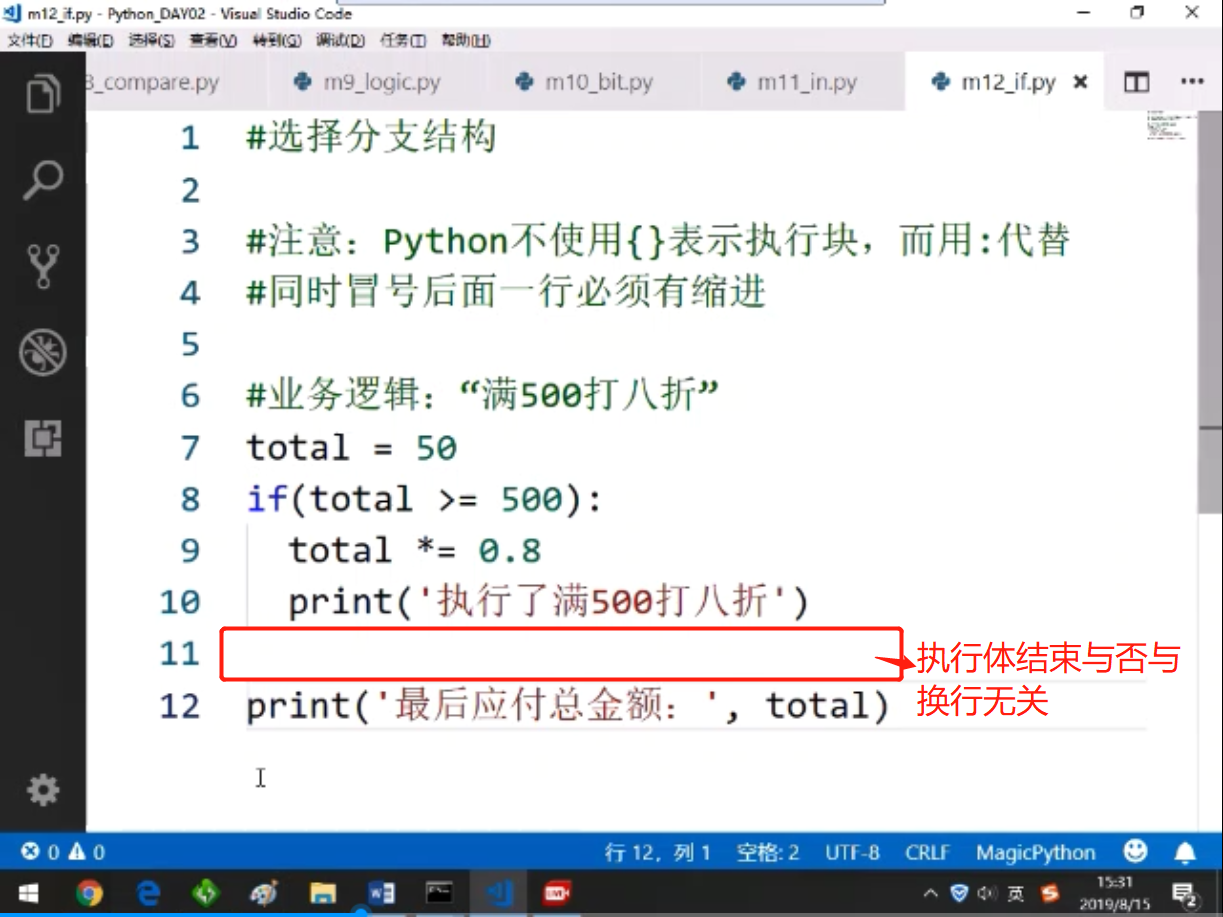 m12_if.py - Python_DAY02 - Visual Studio Code
文件(F) 编辑(E) 选择(S) 查看(V) 转到(G) 调试(D) 任务(T) 帮助(H)
8_compare.py m9_logic.py m10_bit.py m11_in.py m12_if.py
1 #选择分支结构
2
3 #注意：Python不使用{}表示执行块，而用:代替
4 #同时冒号后面一行必须有缩进
5
6 #业务逻辑：“满500打八折”
7 total = 50
8 if(total >= 500):
9 total *= 0.8
10 print('执行了满500打八折')
11
执行体结束与否与
换行无关
12 print('最后应付总金额：', total)
0 0 行 12，列 1 空格: 2 UTF-8 CRLF MagicPython
英 15:31
2019/8/15 2